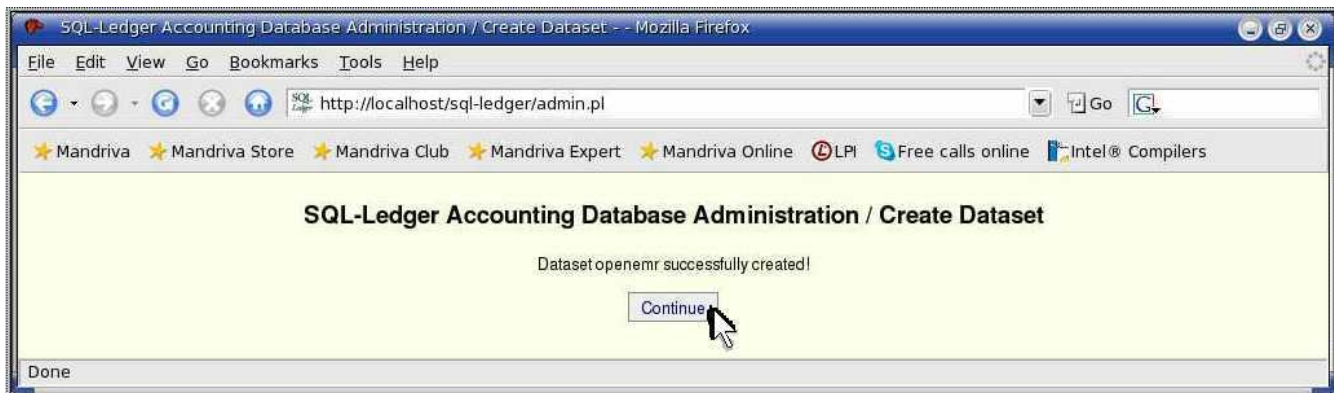 SQL-Ledger Accounting Database Administration / Create Dataset - - Mozilla Firefox
File Edit View Go Bookmarks Tools Help
SQL Ledger http://localhost/sql-ledger/admin.pl Go G
Mandriva Mandriva Store Mandriva Club Mandriva Expert Mandriva Online LPI Free calls online Intel® Compilers
SQL-Ledger Accounting Database Administration / Create Dataset
Dataset openemr successfully created!
Continue
Done